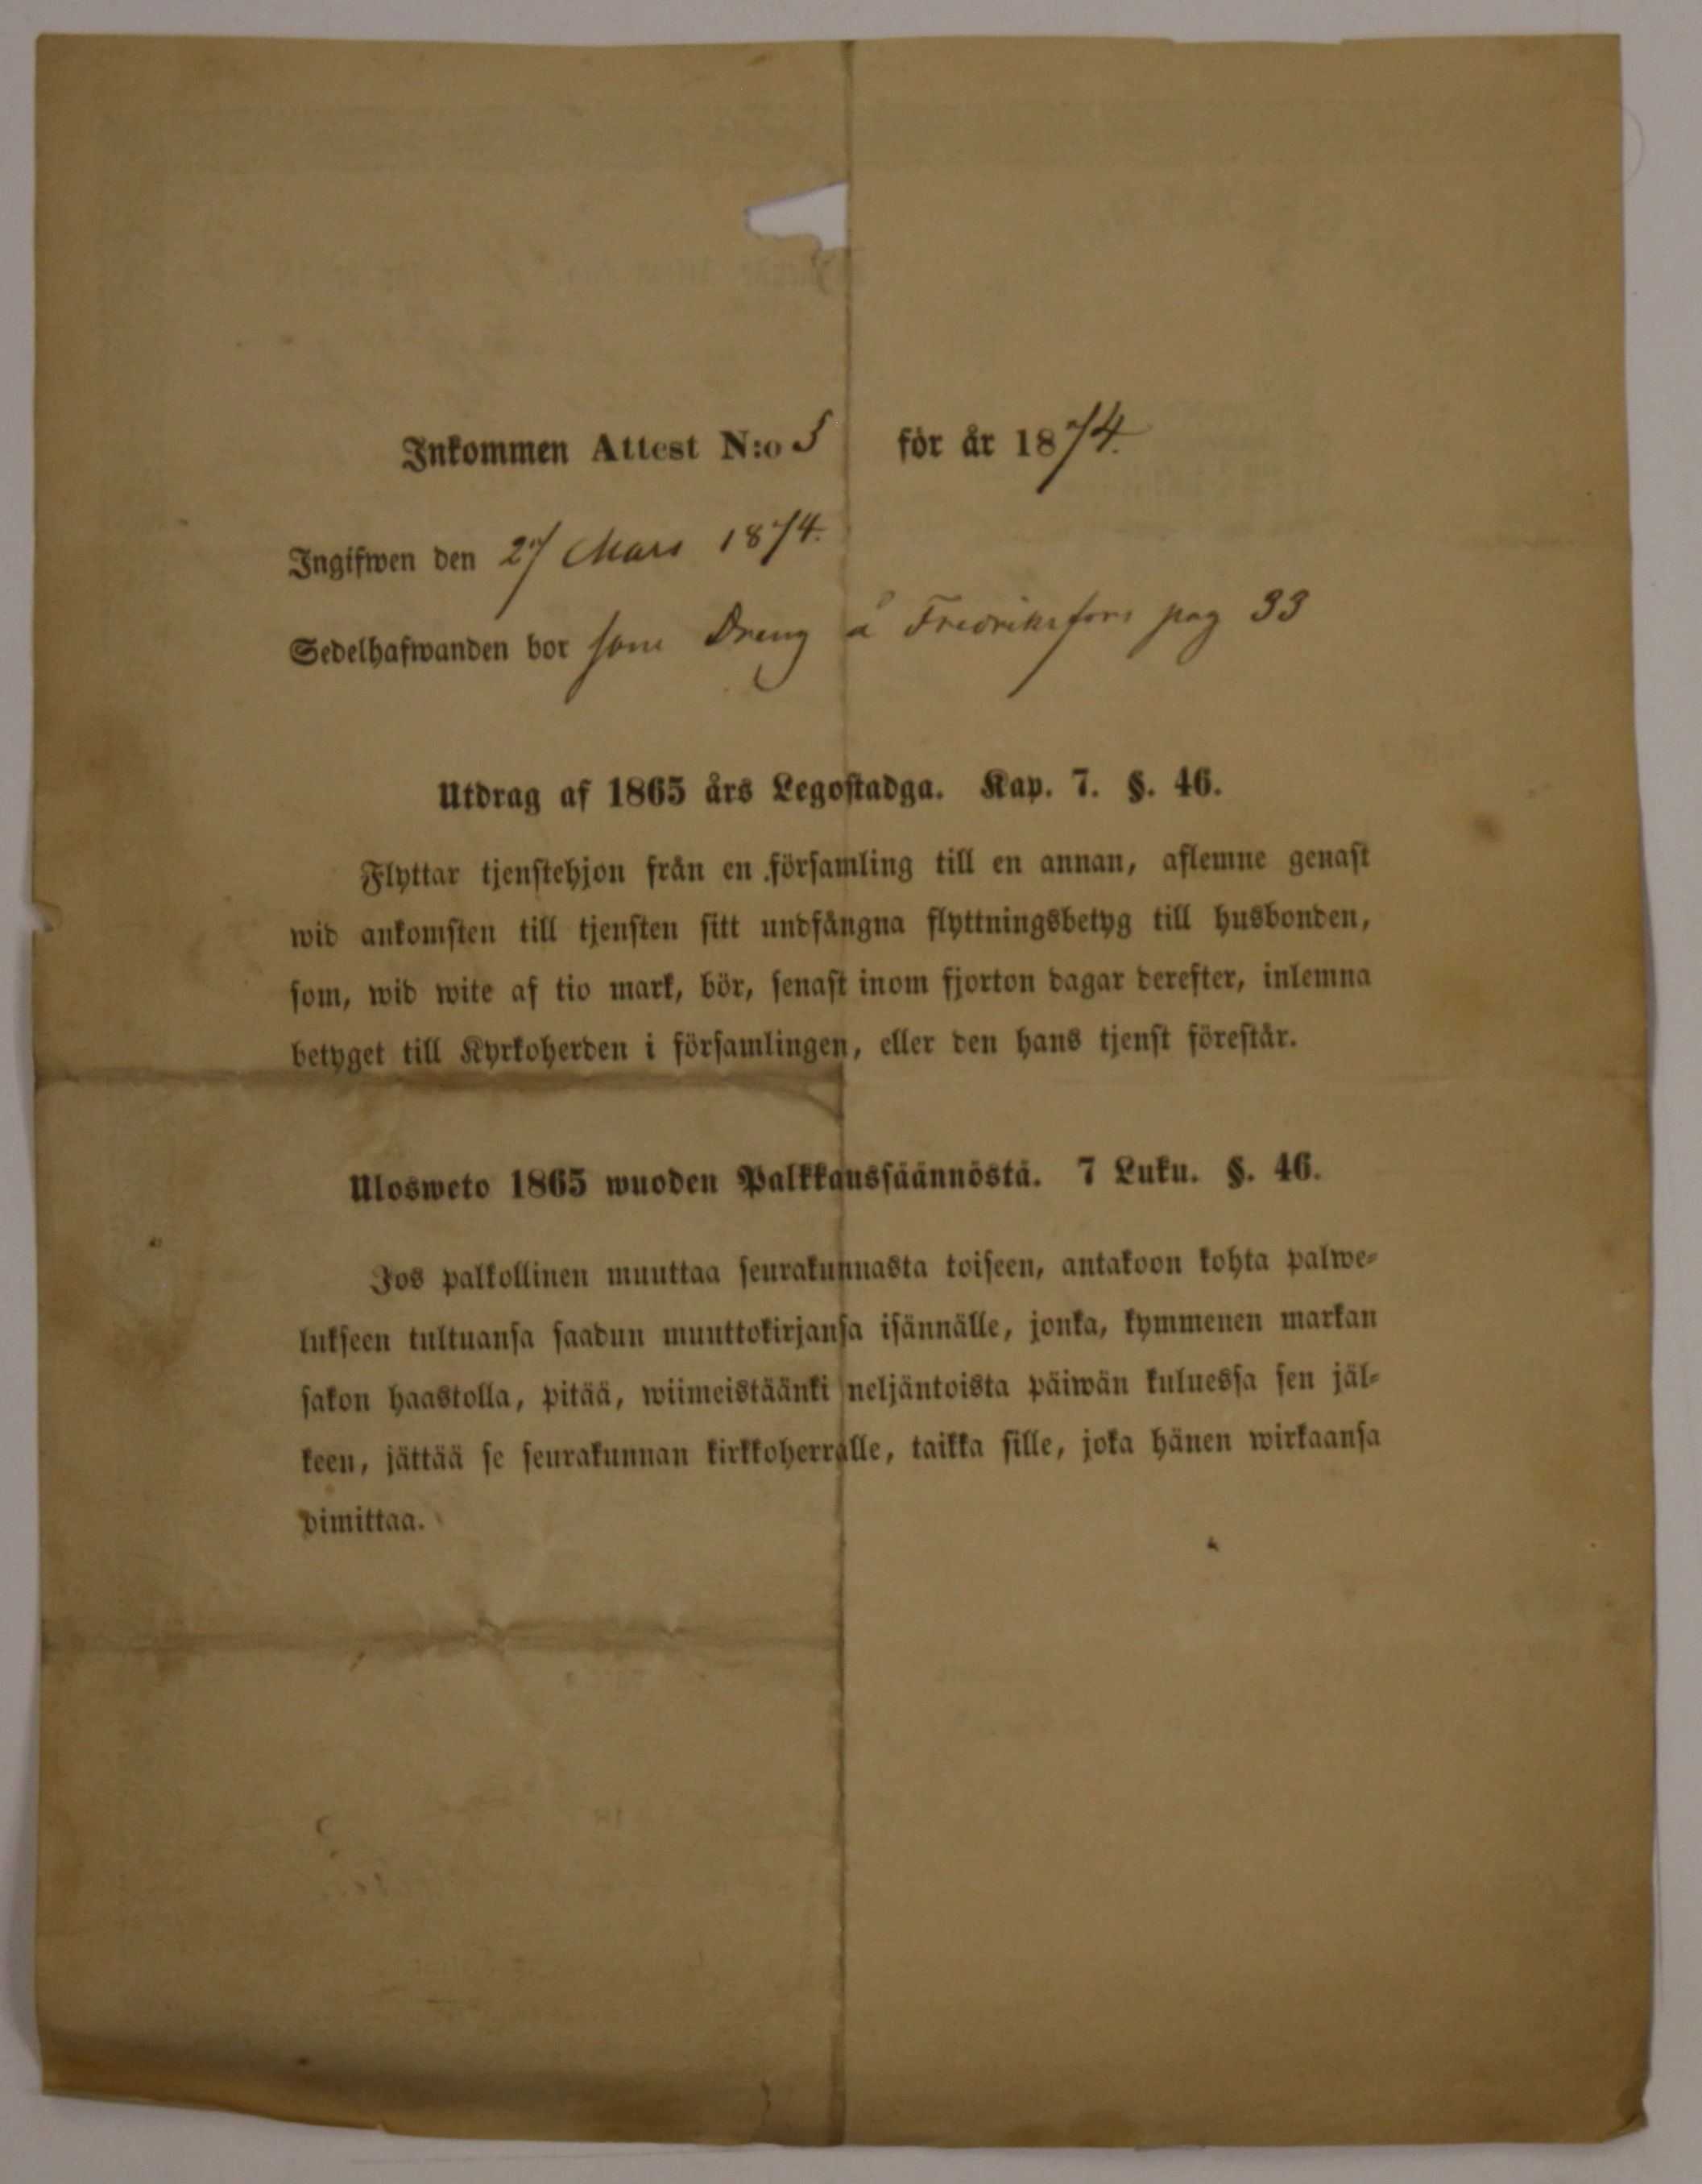 Inkommen Attest N:o 5 för år 1874.
Ingifwen den 27 Mars 1874.
Sedelhafwanden bor som Dreng å Fredriksfors pag 33
Utdrag af 1865 års Legostadga. Kap. 7. §. 46.
Flyttar tjenstehjon från en församling till en annan, aflemne genast
wid ankomsten till tjensten sitt undfångna flyttningsbetyg till husbonden,
som, wid wite af tio mark, bör, senast inom fjorton dagar derefter, inlemna
betyget till Kyrkoherden i församlingen, eller den hans tjenst förestår.
Ulosweto 1865 wuoden Palkkaussäännöstä. 7 Luku. §. 46.
Jos palkollinen muuttaa seurakunnasta toiseen, antakoon kohta palwe-
lukseen tultuansa saadun muuttokirjansa isännälle, jonka, kymmenen markan
sakon haastolla, pitää, wiimeistäänki neljäntoista päiwän kuluessa sen jäl-
keen, jättää se seurakunnan kirkkoherralle, taikka sille, joka hänen wirkaansa
oimittaa.